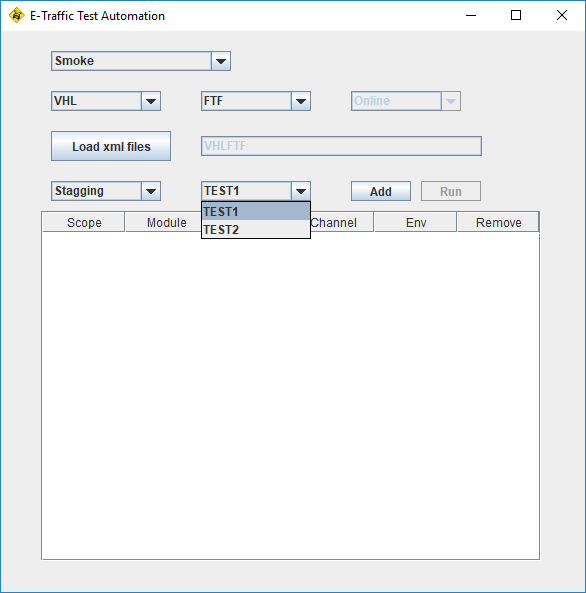 E-Traffic Test Automation
Smoke
VHL FTF Online
Load xml files VHLFTF
Stagging TEST1 Add Run
TEST1
TEST2
Scope Module Channel Env Remove